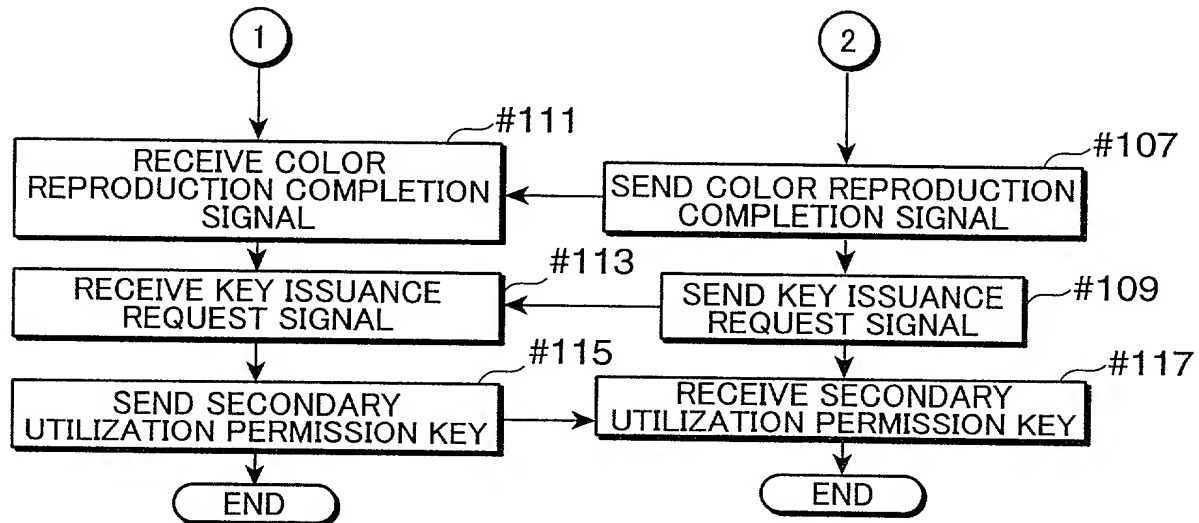 1
2
#111
RECEIVE COLOR
REPRODUCTION COMPLETION
SIGNAL
#107
SEND COLOR REPRODUCTION
COMPLETION SIGNAL
#113
RECEIVE KEY ISSUANCE
REQUEST SIGNAL
#109
SEND KEY ISSUANCE
REQUEST SIGNAL
#115
SEND SECONDARY
UTILIZATION PERMISSION KEY
#117
RECEIVE SECONDARY
UTILIZATION PERMISSION KEY
END
END